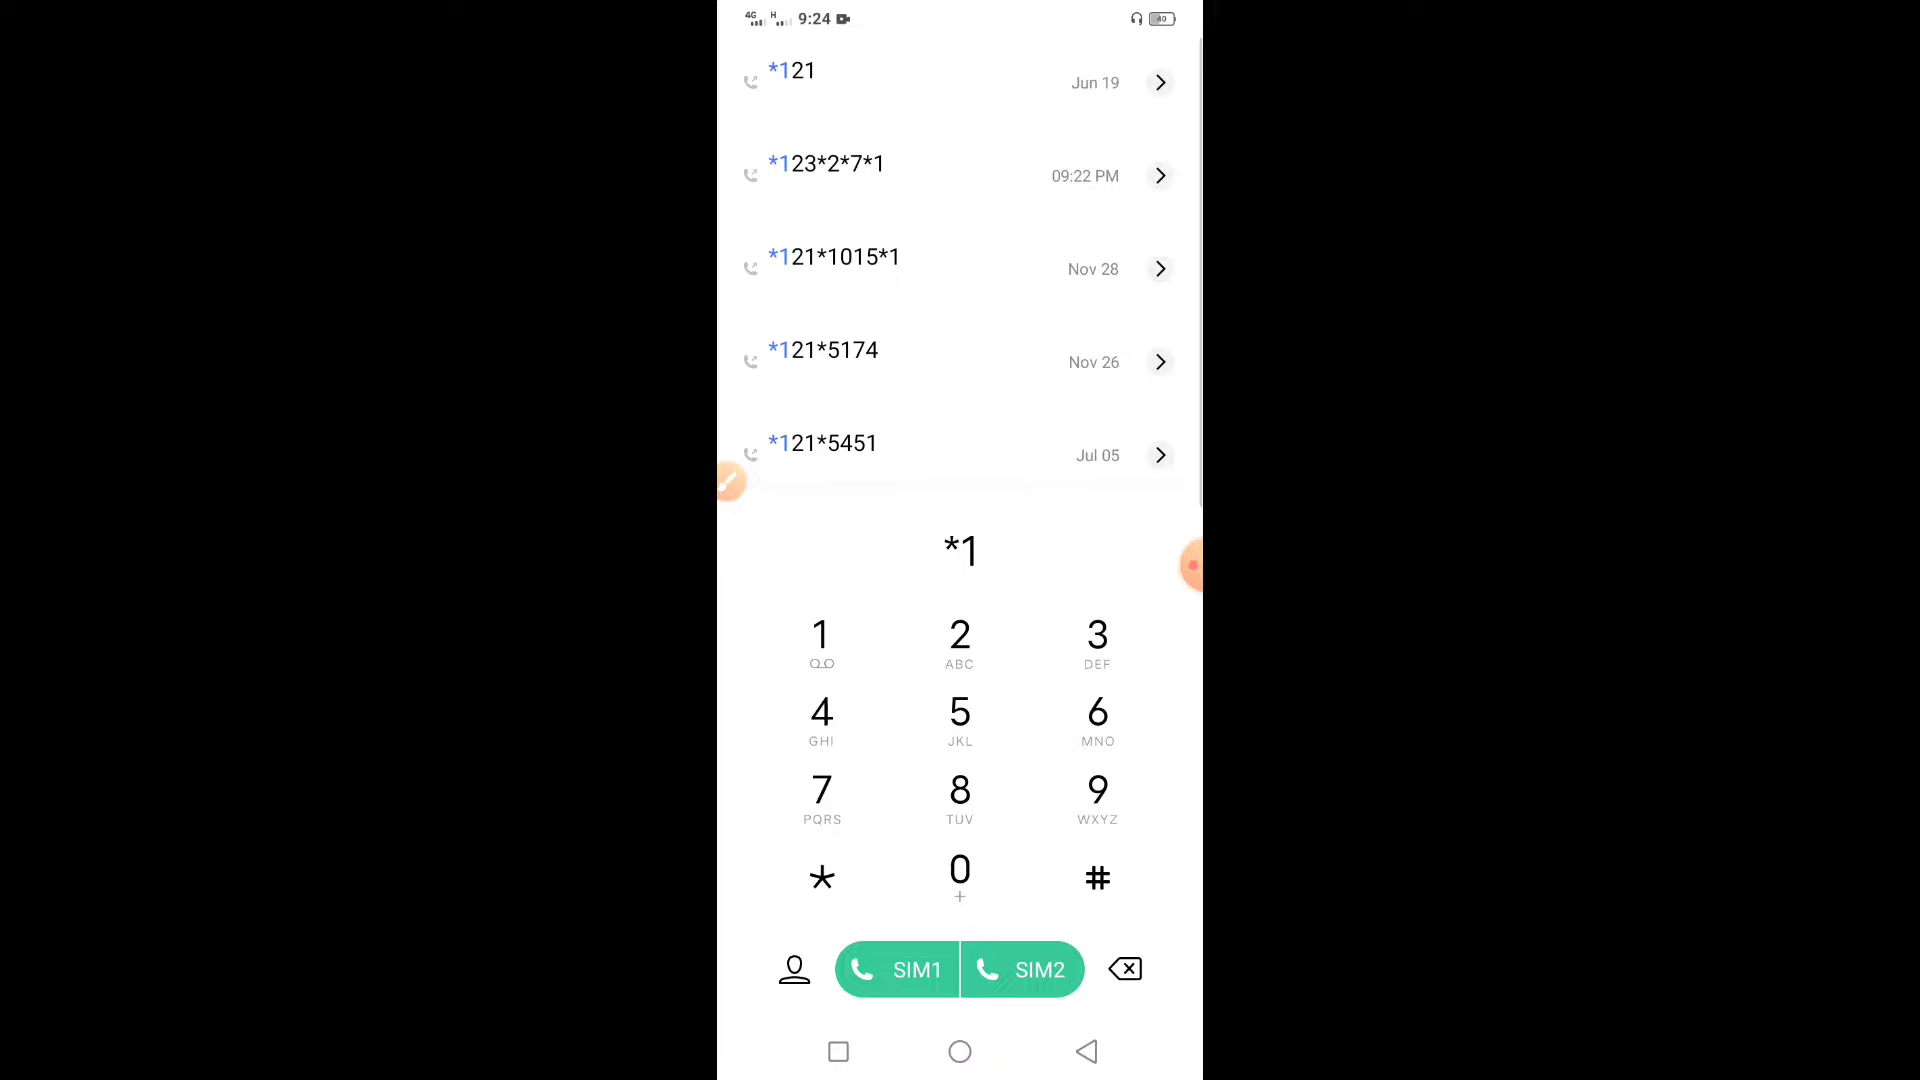 4G H 9:24 40
*121
Jun 19
*123*2*7*1
09:22 PM
*121*1015*1
Nov 28
*121*5174
Nov 26
*121*5451
Jul 05
*1
1 2 3
ABC DEF
4 5 6
GHI JKL MNO
7 8 9
PQRS TUV WXYZ
* 0 #
+
SIM1 SIM2